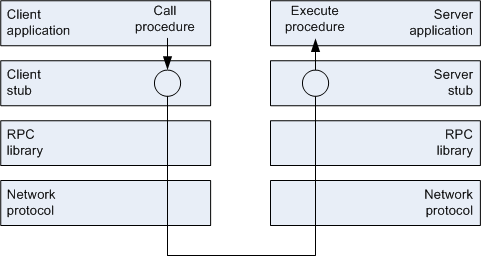 Client
application
Call
procedure
Execute
procedure
Server
application
Client
stub
Server
stub
RPC
library
RPC
library
Network
protocol
Network
protocol